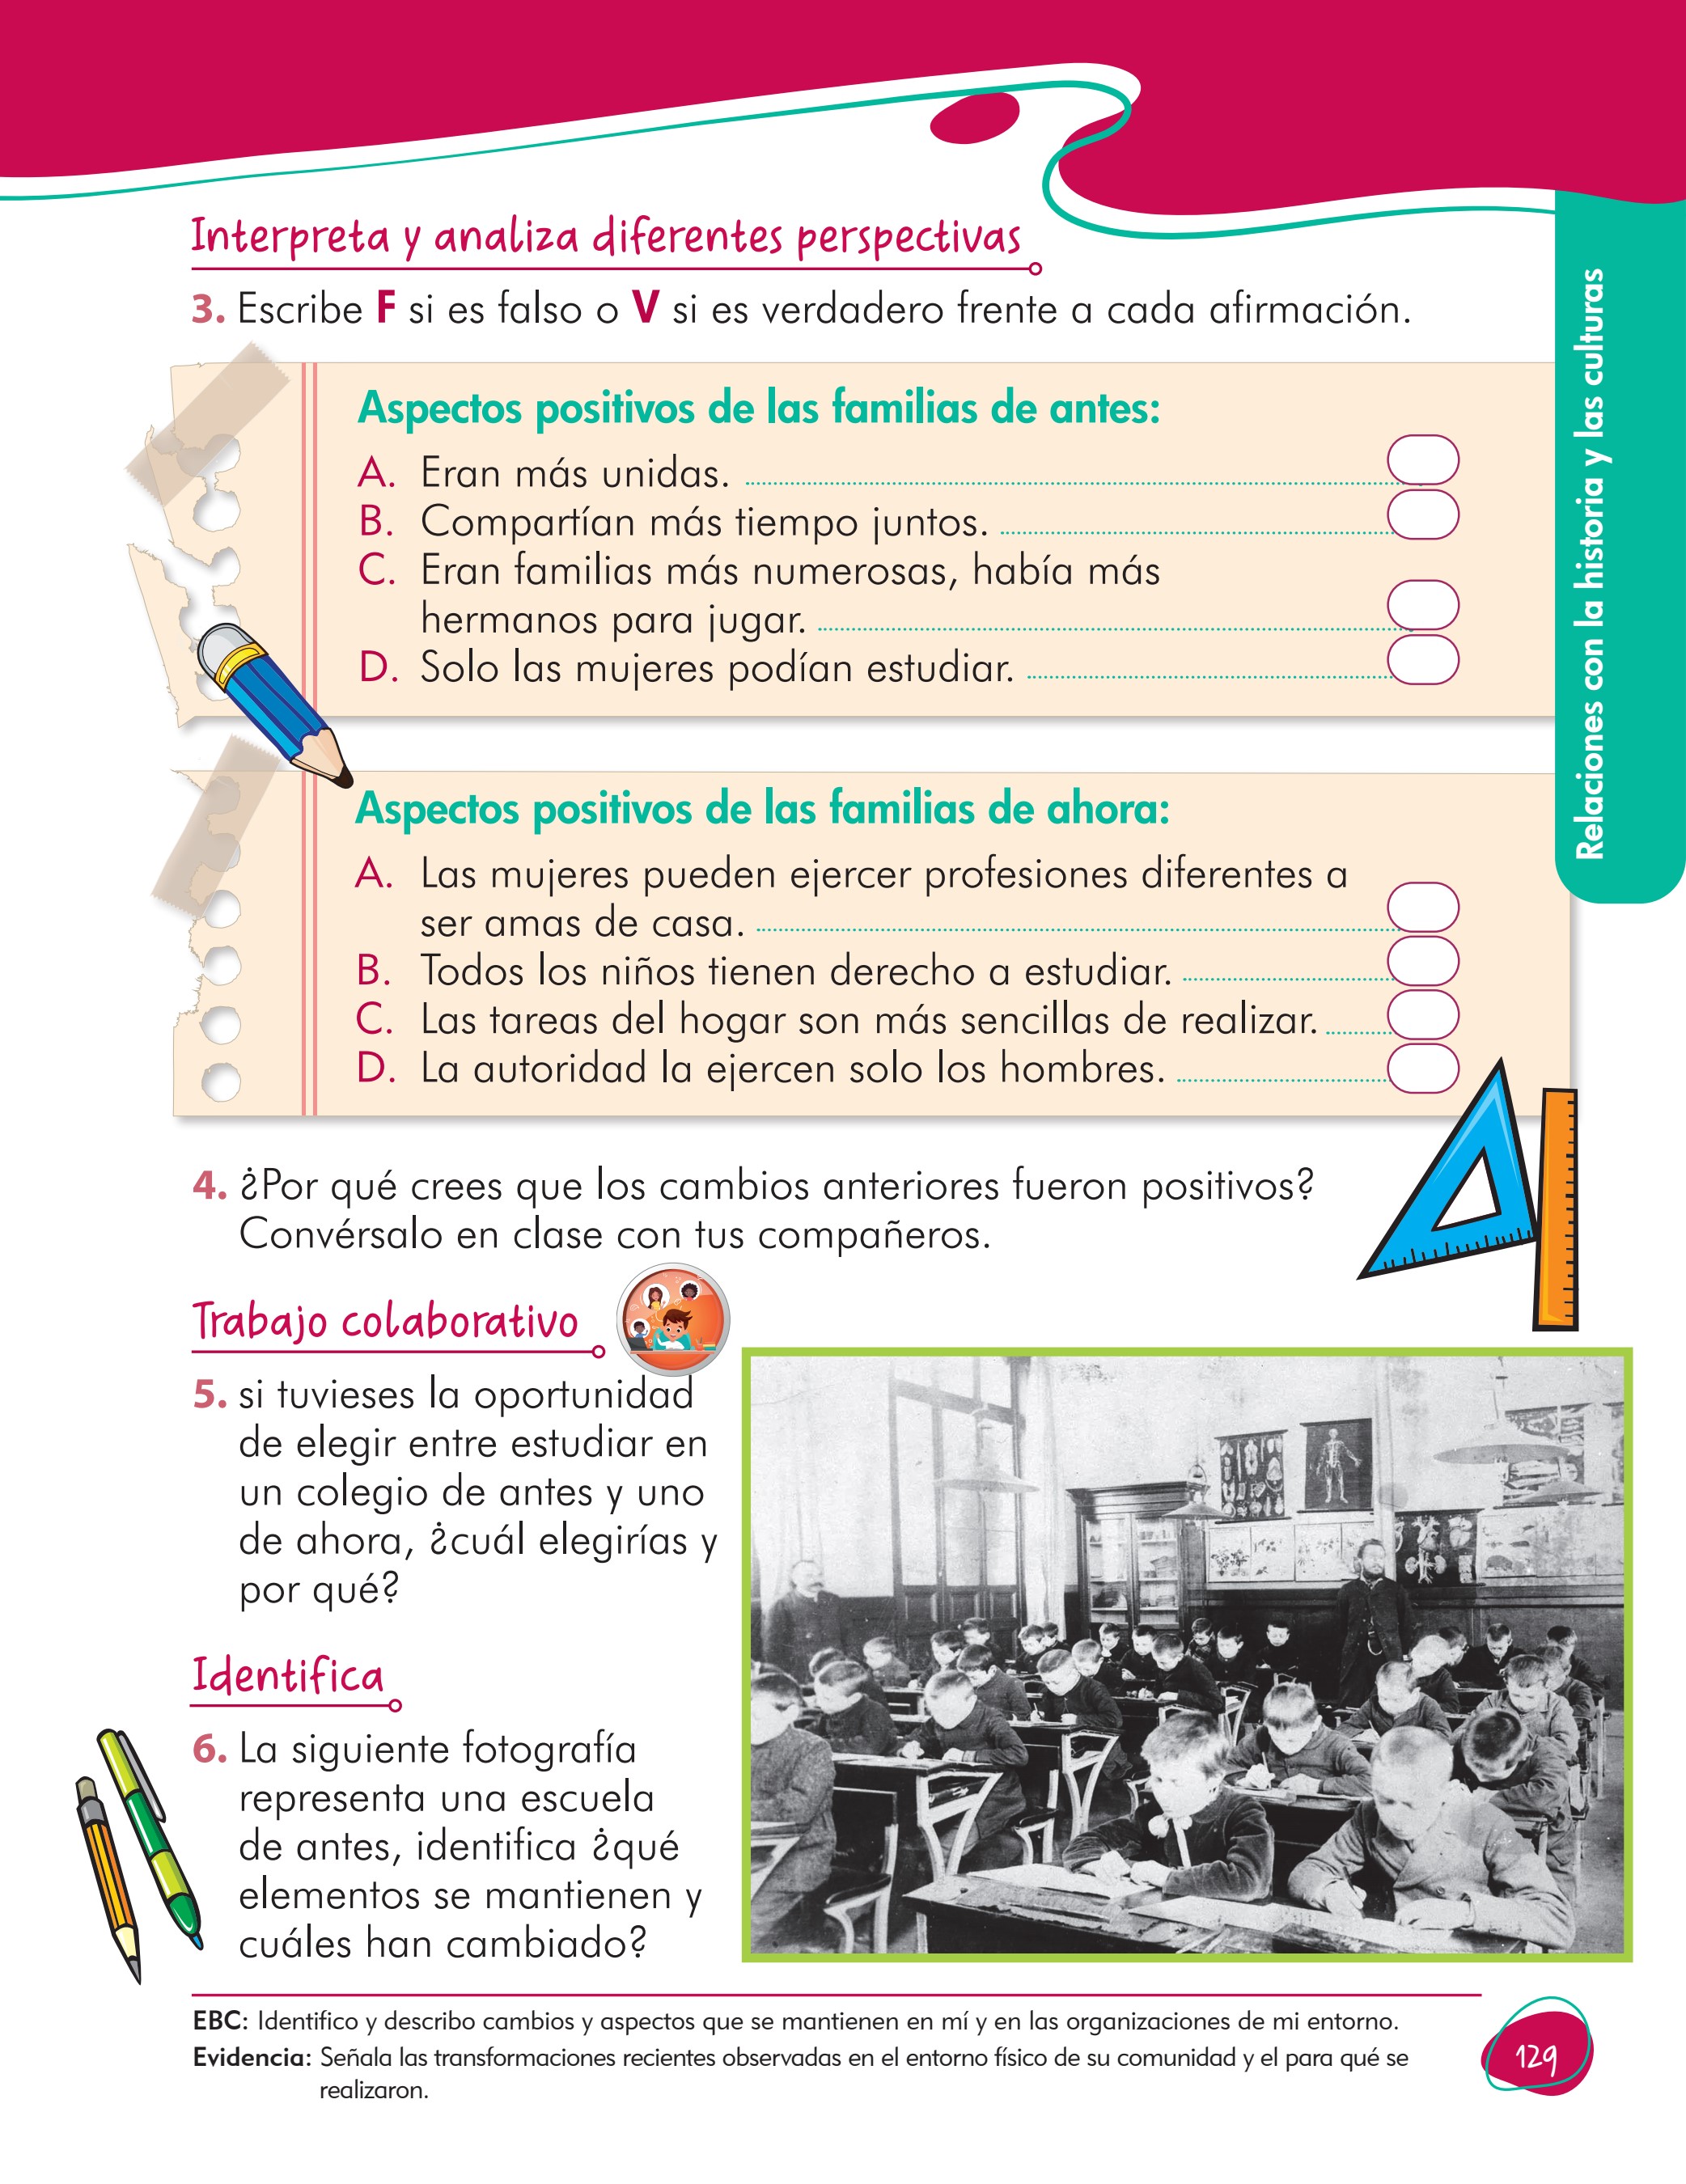 Interpreta y analiza diferentes perspectivas
3. Escribe F si es falso o V si es verdadero frente a cada afirmación.
Aspectos positivos de las familias de antes:
A. Eran más unidas.
B. Compartían más tiempo juntos.
C. Eran familias más numerosas, había más
hermanos para jugar.
D. Solo las mujeres podían estudiar.
Aspectos positivos de las familias de ahora:
A. Las mujeres pueden ejercer profesiones diferentes a
ser amas de casa.
B. Todos los niños tienen derecho a estudiar.
C. Las tareas del hogar son más sencillas de realizar.
D. La autoridad la ejercen solo los hombres.
4. ¿Por qué crees que los cambios anteriores fueron positivos?
Convérsalo en clase con tus compañeros.
Trabajo colaborativo
5. si tuvieses la oportunidad
de elegir entre estudiar en
un colegio de antes y uno
de ahora, ¿cuál elegirías y
por qué?
Identifica
6. La siguiente fotografía
representa una escuela
de antes, identifica ¿qué
elementos se mantienen y
cuáles han cambiado?
EBC: Identifico y describo cambios y aspectos que se mantienen en mí y en las organizaciones de mi entorno.
Evidencia: Señala las transformaciones recientes observadas en el entorno físico de su comunidad y el para qué se
realizaron.
129
Relaciones con la historia y las culturas